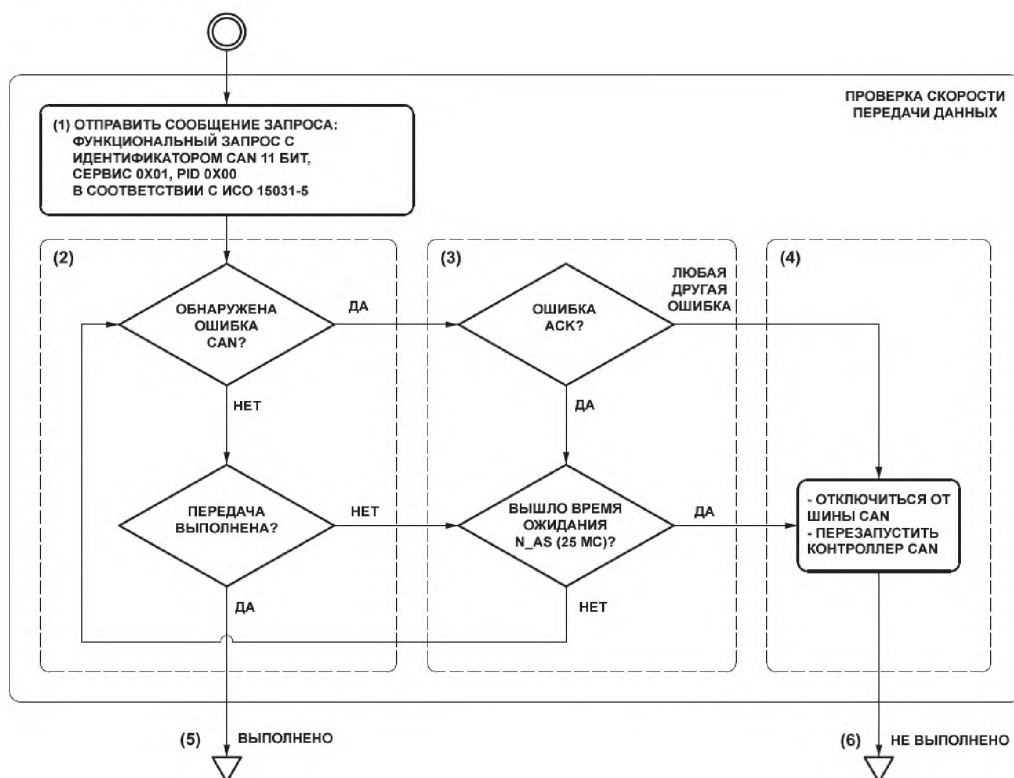 ПРОВЕРКА СКОРОСТИ
ПЕРЕДАЧИ ДАННЫХ
(1) ОТПРАВИТЬ СООБЩЕНИЕ ЗАПРОСА:
ФУНКЦИОНАЛЬНЫЙ ЗАПРОС С
ИДЕНТИФИКАТОРОМ CAN 11 БИТ,
СЕРВИС 0X01, PID 0X00
В СООТВЕТСТВИИ С ИСО 15031-5
(2)
ОБНАРУЖЕНА
ОШИБКА
CAN?
ДА
НЕТ
ПЕРЕДАЧА
ВЫПОЛНЕНА?
НЕТ
ДА
(3)
ОШИБКА
ACK?
ЛЮБАЯ
ДРУГАЯ
ОШИБКА
ДА
ВЫШЛО ВРЕМЯ
ОЖИДАНИЯ
N_AS (25 МС)?
ДА
НЕТ
(4)
- ОТКЛЮЧИТЬСЯ ОТ
ШИНЫ CAN
- ПЕРЕЗАПУСТИТЬ
КОНТРОЛЛЕР CAN
(5) ВЫПОЛНЕНО
(6) НЕ ВЫПОЛНЕНО